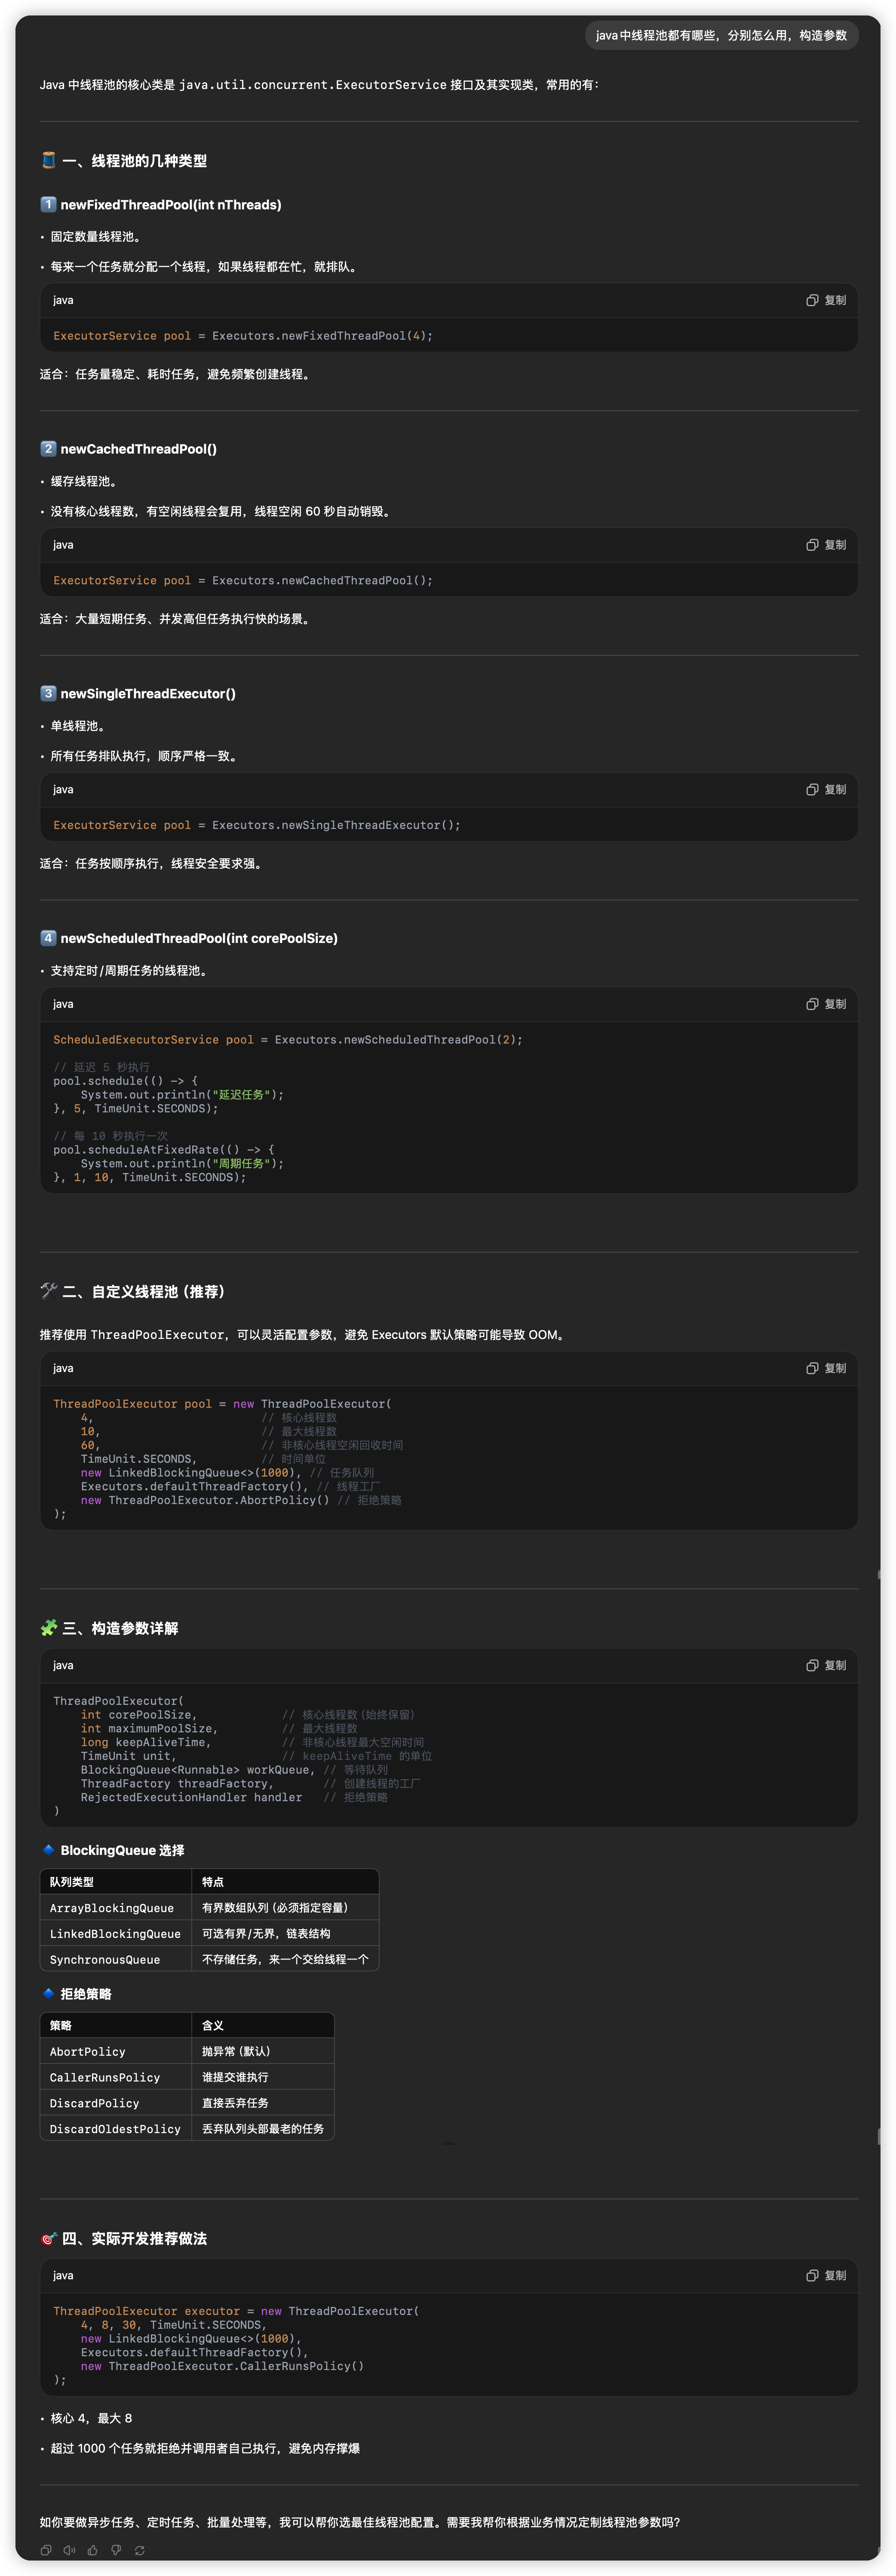 java中线程池都有哪些，分别怎么用，构造参数
Java 中线程池的核心类是 java.util.concurrent.ExecutorService 接口及其实现类，常用的有：
🧵 一、线程池的几种类型
1️⃣ newFixedThreadPool(int nThreads)
• 固定数量线程池。
• 每来一个任务就分配一个线程，如果线程都在忙，就排队。
java 复制
ExecutorService pool = Executors.newFixedThreadPool(4);
适合：任务量稳定、耗时任务，避免频繁创建线程。
2️⃣ newCachedThreadPool()
• 缓存线程池。
• 没有核心线程数，有空闲线程会复用，线程空闲 60 秒自动销毁。
java 复制
ExecutorService pool = Executors.newCachedThreadPool();
适合：大量短期任务、并发高但任务执行快的场景。
3️⃣ newSingleThreadExecutor()
• 单线程池。
• 所有任务排队执行，顺序严格一致。
java 复制
ExecutorService pool = Executors.newSingleThreadExecutor();
适合：任务按顺序执行，线程安全要求强。
4️⃣ newScheduledThreadPool(int corePoolSize)
• 支持定时/周期任务的线程池。
java 复制
ScheduledExecutorService pool = Executors.newScheduledThreadPool(2);
// 延迟 5 秒执行
pool.schedule(() -> {
    System.out.println("延迟任务");
}, 5, TimeUnit.SECONDS);
// 每 10 秒执行一次
pool.scheduleAtFixedRate(() -> {
    System.out.println("周期任务");
}, 1, 10, TimeUnit.SECONDS);
🛠 二、自定义线程池（推荐）
推荐使用 ThreadPoolExecutor，可以灵活配置参数，避免 Executors 默认策略可能导致 OOM。
java 复制
ThreadPoolExecutor pool = new ThreadPoolExecutor(
    4,                        // 核心线程数
    10,                       // 最大线程数
    60,                       // 非核心线程空闲回收时间
    TimeUnit.SECONDS,         // 时间单位
    new LinkedBlockingQueue<>(1000), // 任务队列
    Executors.defaultThreadFactory(), // 线程工厂
    new ThreadPoolExecutor.AbortPolicy() // 拒绝策略
);
🧩 三、构造参数详解
java 复制
ThreadPoolExecutor(
    int corePoolSize,            // 核心线程数(始终保留)
    int maximumPoolSize,         // 最大线程数
    long keepAliveTime,          // 非核心线程最大空闲时间
    TimeUnit unit,               // keepAliveTime 的单位
    BlockingQueue<Runnable> workQueue, // 等待队列
    ThreadFactory threadFactory,       // 创建线程的工厂
    RejectedExecutionHandler handler   // 拒绝策略
)
🔹 BlockingQueue 选择
队列类型 特点
ArrayBlockingQueue 有界数组队列（必须指定容量）
LinkedBlockingQueue 可选有界/无界，链表结构
SynchronousQueue 不存储任务，来一个交给线程一个
🔹 拒绝策略
策略 含义
AbortPolicy 抛异常（默认）
CallerRunsPolicy 谁提交谁执行
DiscardPolicy 直接丢弃任务
DiscardOldestPolicy 丢弃队列头部最老的任务
🎯 四、实际开发推荐做法
java 复制
ThreadPoolExecutor executor = new ThreadPoolExecutor(
    4, 8, 30, TimeUnit.SECONDS,
    new LinkedBlockingQueue<>(1000),
    Executors.defaultThreadFactory(),
    new ThreadPoolExecutor.CallerRunsPolicy()
);
• 核心 4，最大 8
• 超过 1000 个任务就拒绝并调用者自己执行，避免内存撑爆
如你要做异步任务、定时任务、批量处理等，我可以帮你选最佳线程池配置。需要我帮你根据业务情况定制线程池参数吗？